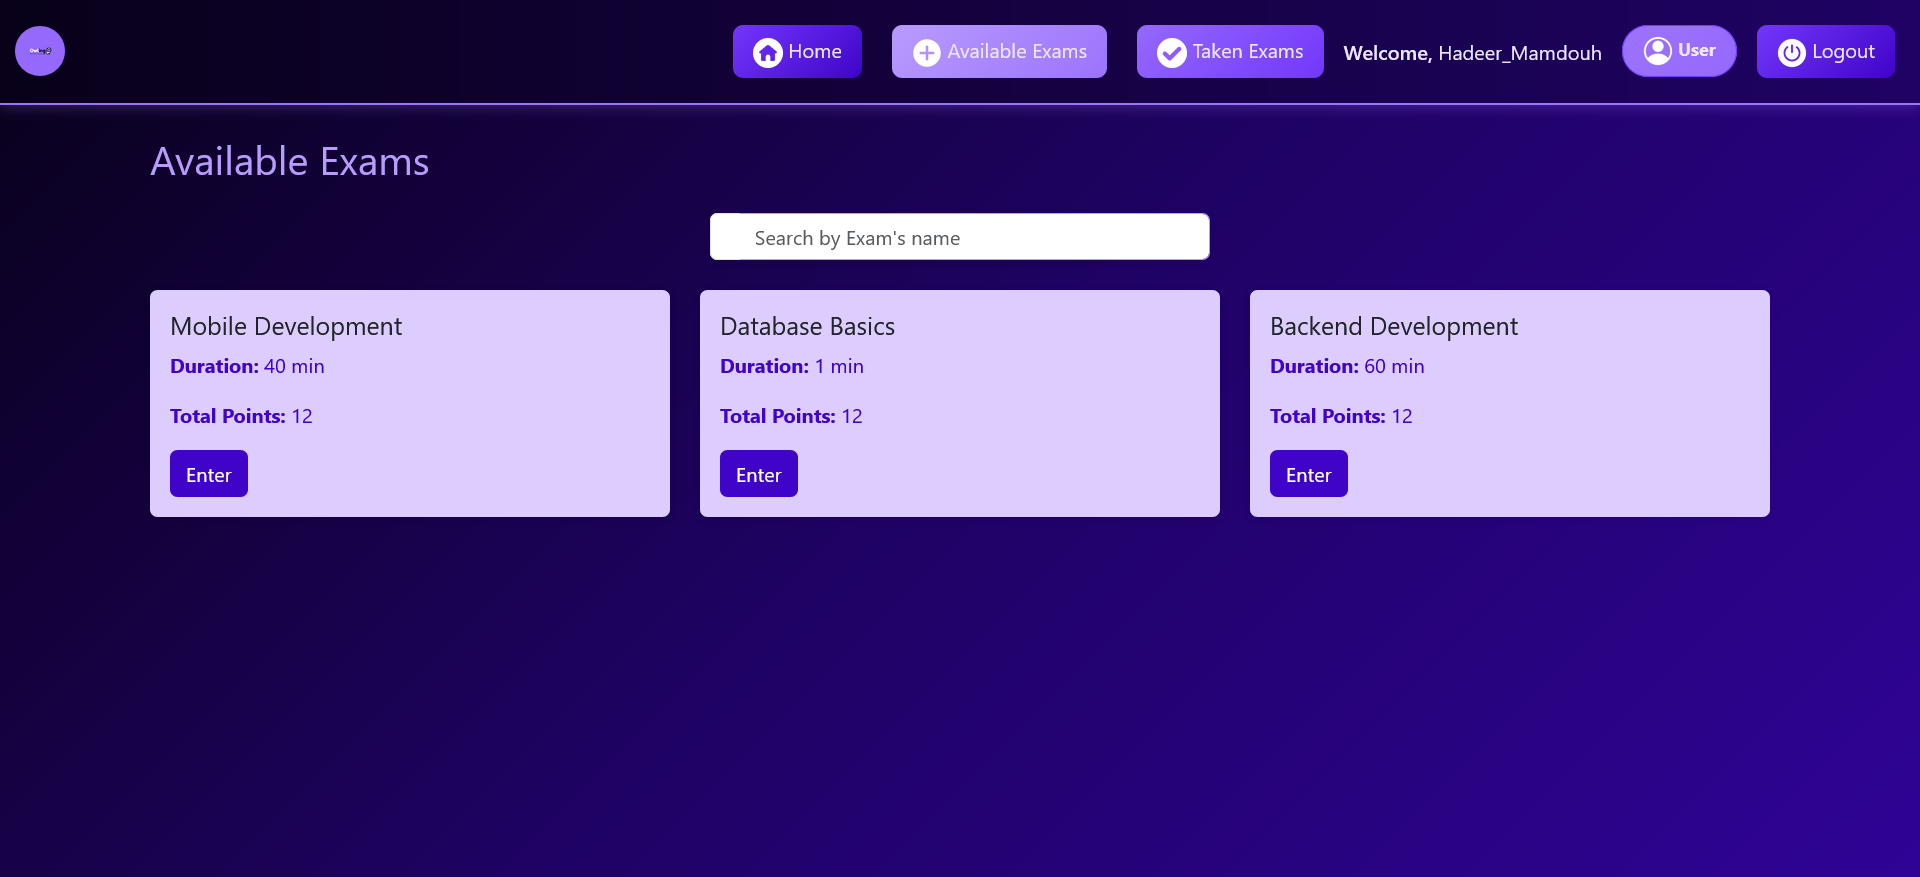 Home
Available Exams
Taken Exams
Welcome, Hadeer_Mamdouh
User
Logout
Available Exams
Search by Exam's name
Mobile Development
Duration: 40 min
Total Points: 12
Enter
Database Basics
Duration: 1 min
Total Points: 12
Enter
Backend Development
Duration: 60 min
Total Points: 12
Enter